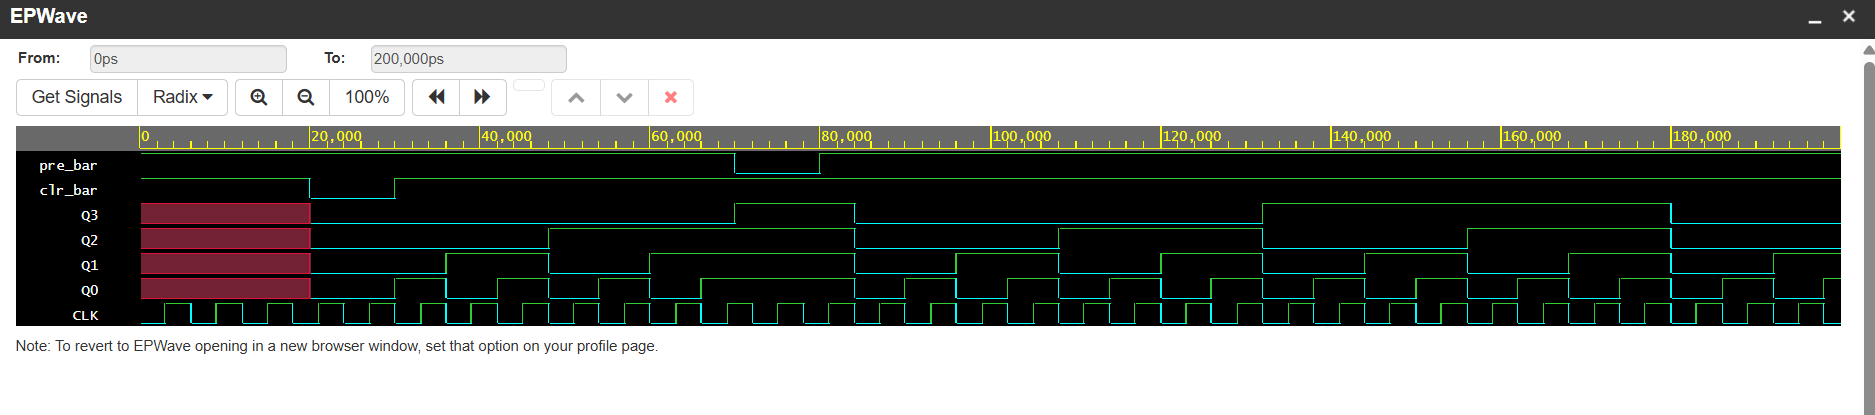 EPWave
From: 0ps To: 200,000ps
Get Signals Radix 100%
0 20,000 40,000 60,000 80,000 100,000 120,000 140,000 160,000 180,000
pre_bar
clr_bar
Q3
Q2
Q1
Q0
CLK
Note: To revert to EPWave opening in a new browser window, set that option on your profile page.